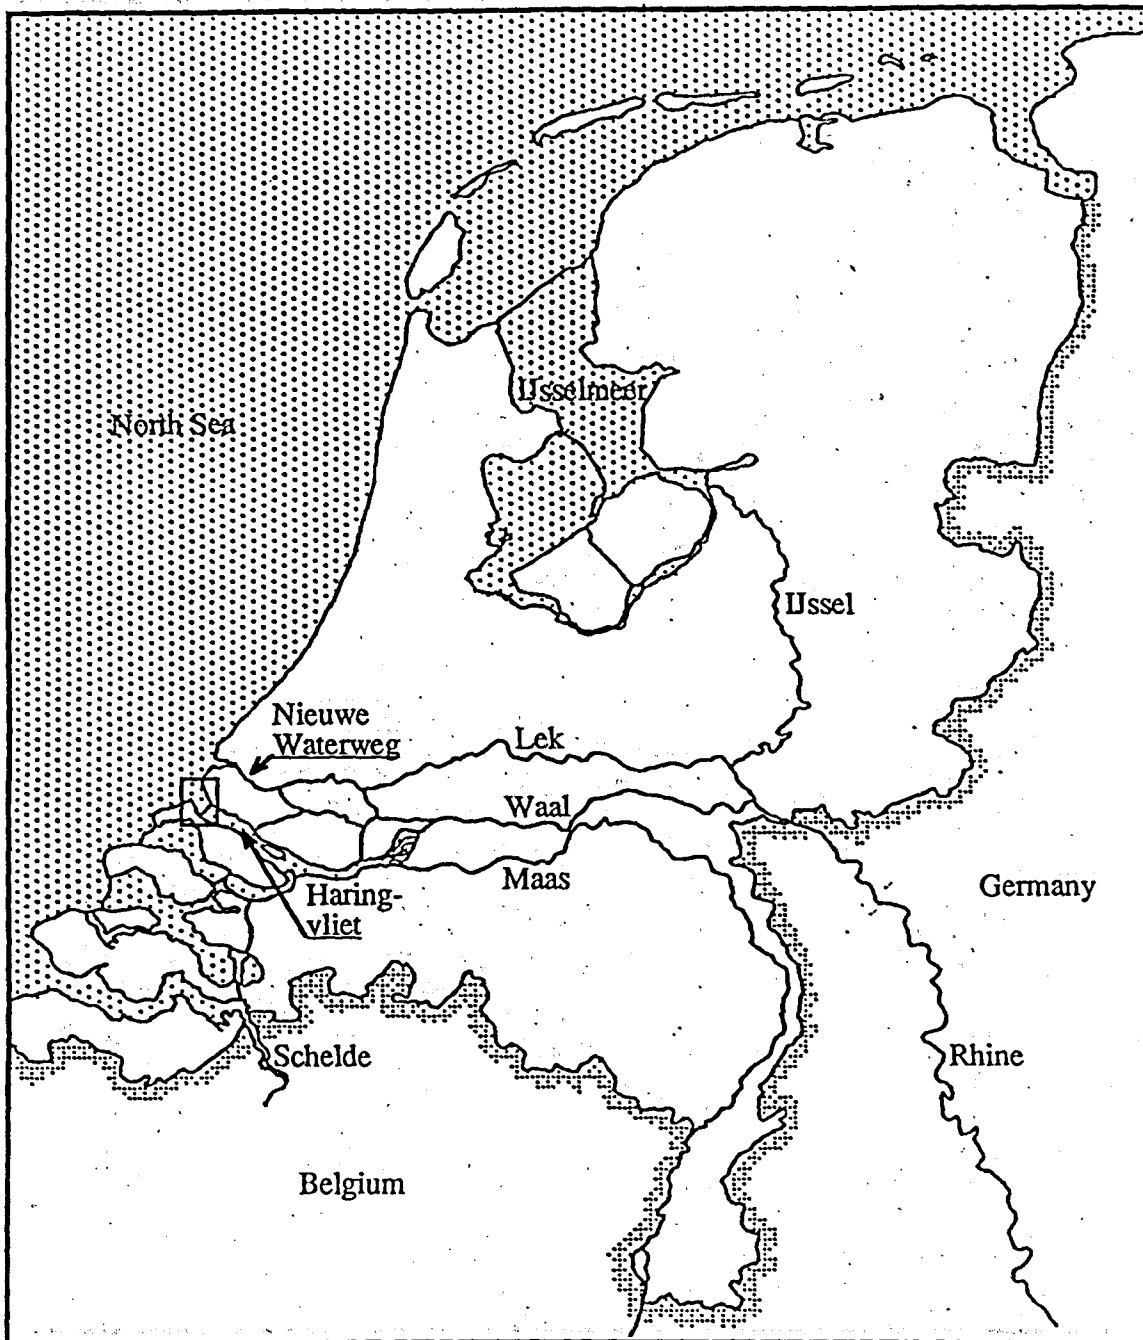 North Sea
IJsselmeer
IJssel
Nieuwe
Waterweg
Lek
Waal
Maas
Haring-
vliet
Germany
Schelde
Rhine
Belgium